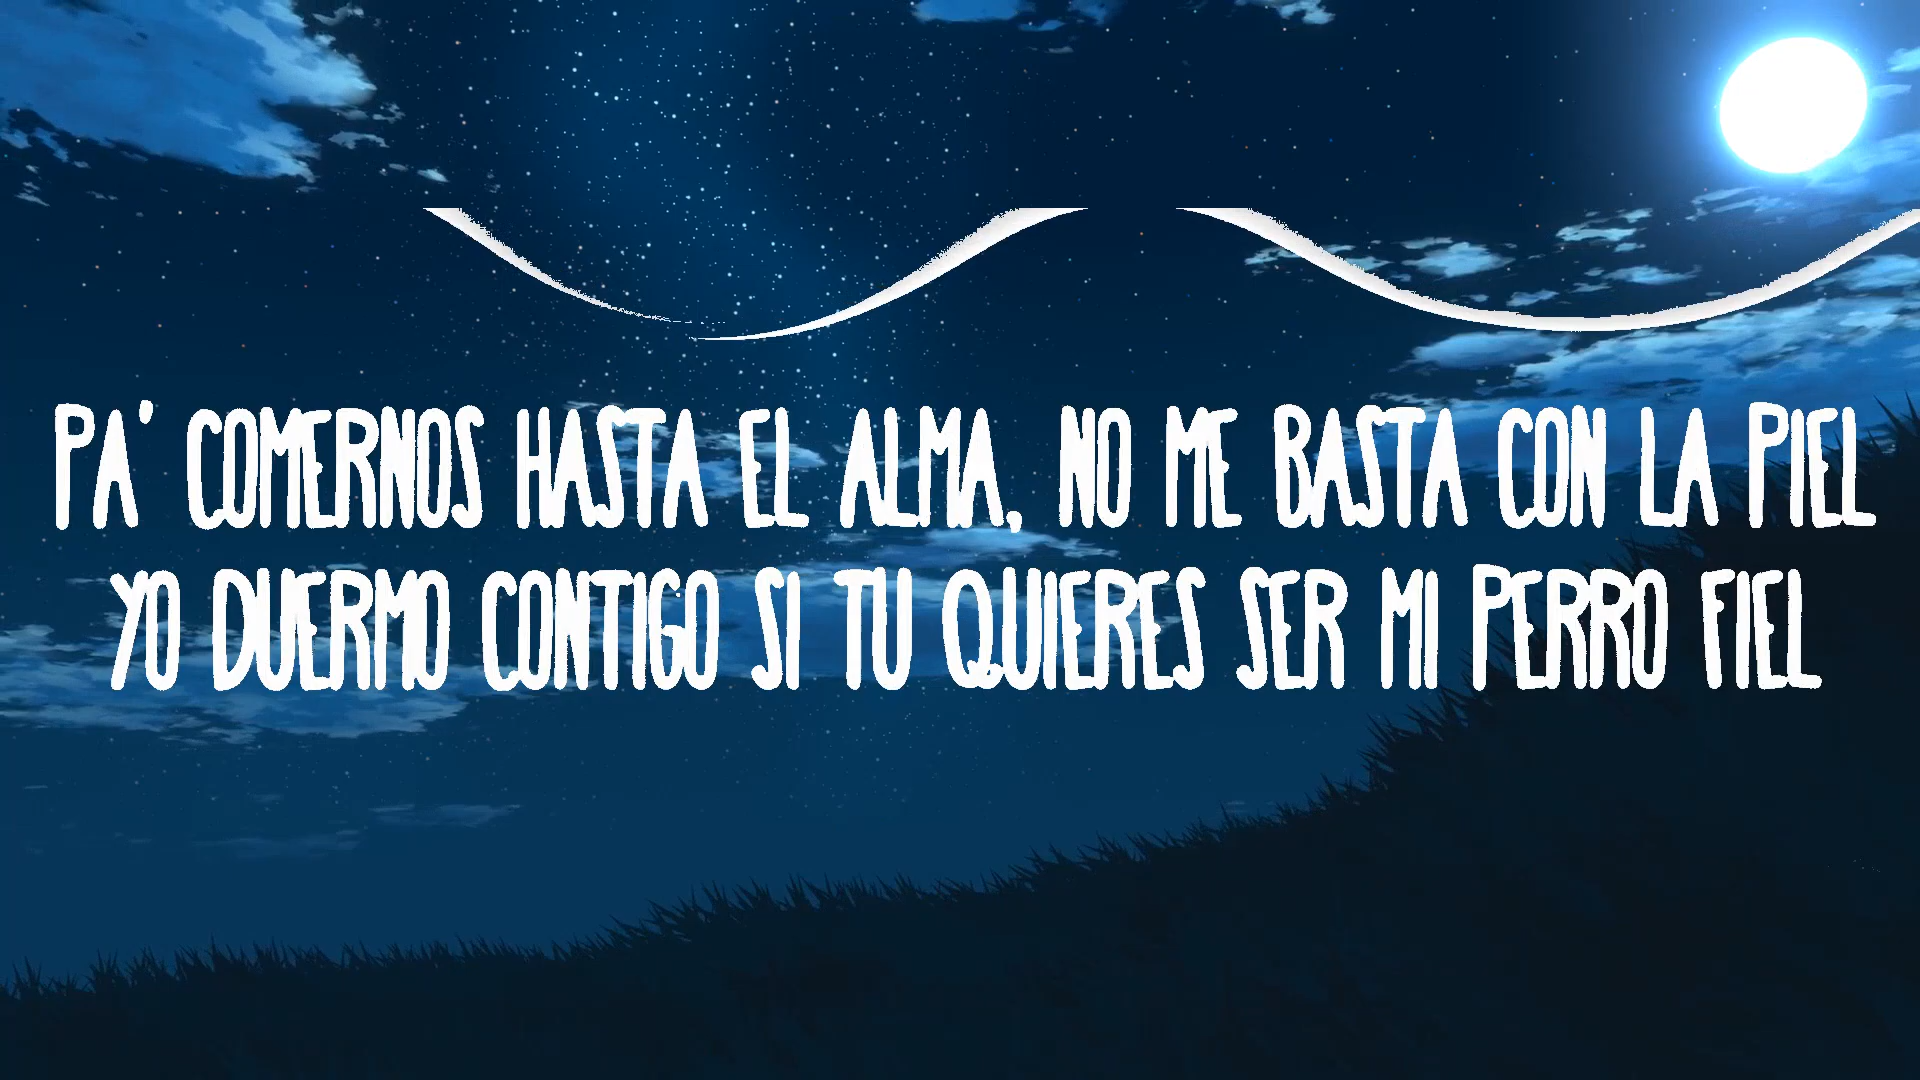 PA' COMERNOS HASTA EL ALMA, NO ME BASTA CON LA PIEL
YO DUERMO CONTIGO SI TU QUIERES SER MI PERRO FIEL